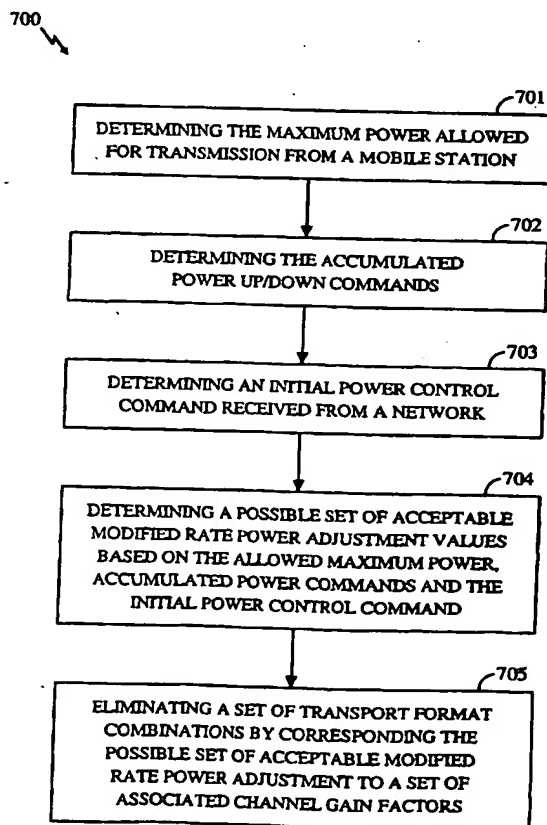 700
701
DETERMINING THE MAXIMUM POWER ALLOWED
FOR TRANSMISSION FROM A MOBILE STATION
702
DETERMINING THE ACCUMULATED
POWER UP/DOWN COMMANDS
703
DETERMINING AN INITIAL POWER CONTROL
COMMAND RECEIVED FROM A NETWORK
704
DETERMINING A POSSIBLE SET OF ACCEPTABLE
MODIFIED RATE POWER ADJUSTMENT VALUES
BASED ON THE ALLOWED MAXIMUM POWER,
ACCUMULATED POWER COMMANDS AND THE
INITIAL POWER CONTROL COMMAND
705
ELIMINATING A SET OF TRANSPORT FORMAT
COMBINATIONS BY CORRESPONDING THE
POSSIBLE SET OF ACCEPTABLE MODIFIED
RATE POWER ADJUSTMENT TO A SET OF
ASSOCIATED CHANNEL GAIN FACTORS